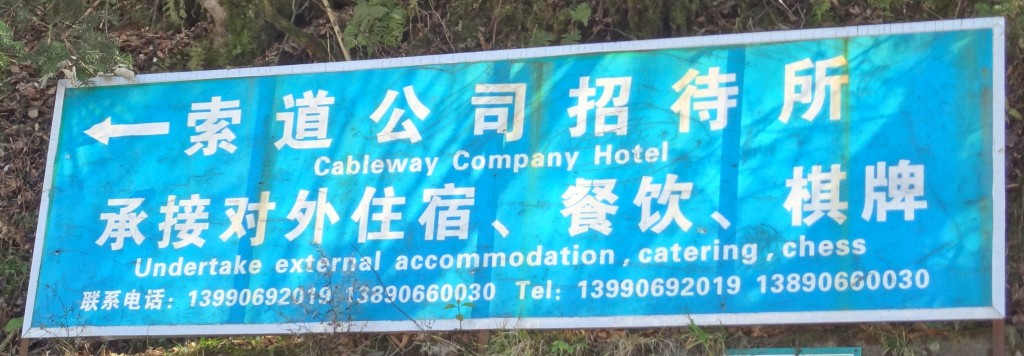 ← 索道公司招待所
Cableway Company Hotel
承接对外住宿、餐饮、棋牌
Undertake external accommodation, catering, chess
联系电话: 13990692019 13890660030 Tel: 13990692019 13890660030